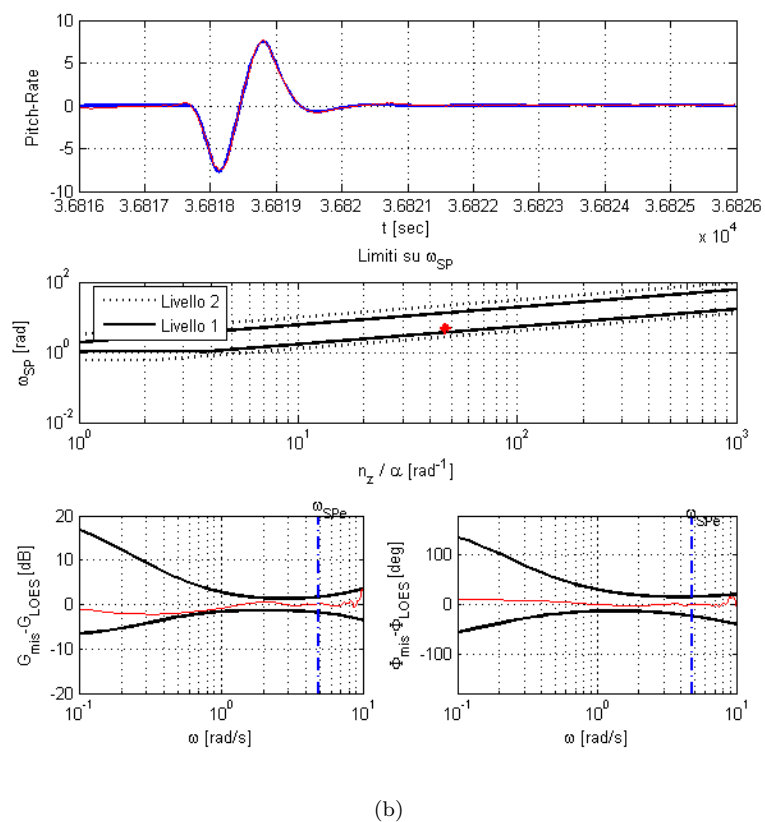 10
5
0
-5
-10
Pitch-Rate
3.6816 3.6817 3.6818 3.6819 3.682 3.6821 3.6822 3.6823 3.6824 3.6825 3.6826
t [sec]
x 10^4
Limiti su ω_SP
10^2
10^0
10^-2
ω_SP [rad]
Livello 2
Livello 1
10^0 10^1 10^2 10^3
n_z / α [rad^-1]
ω_SPe
20
10
0
-10
-20
G_mis-G_LOES [dB]
10^-1 10^0 10^1
ω [rad/s]
ω_SPe
100
0
-100
Φ_mis-Φ_LOES [deg]
10^-1 10^0 10^1
ω [rad/s]
(b)